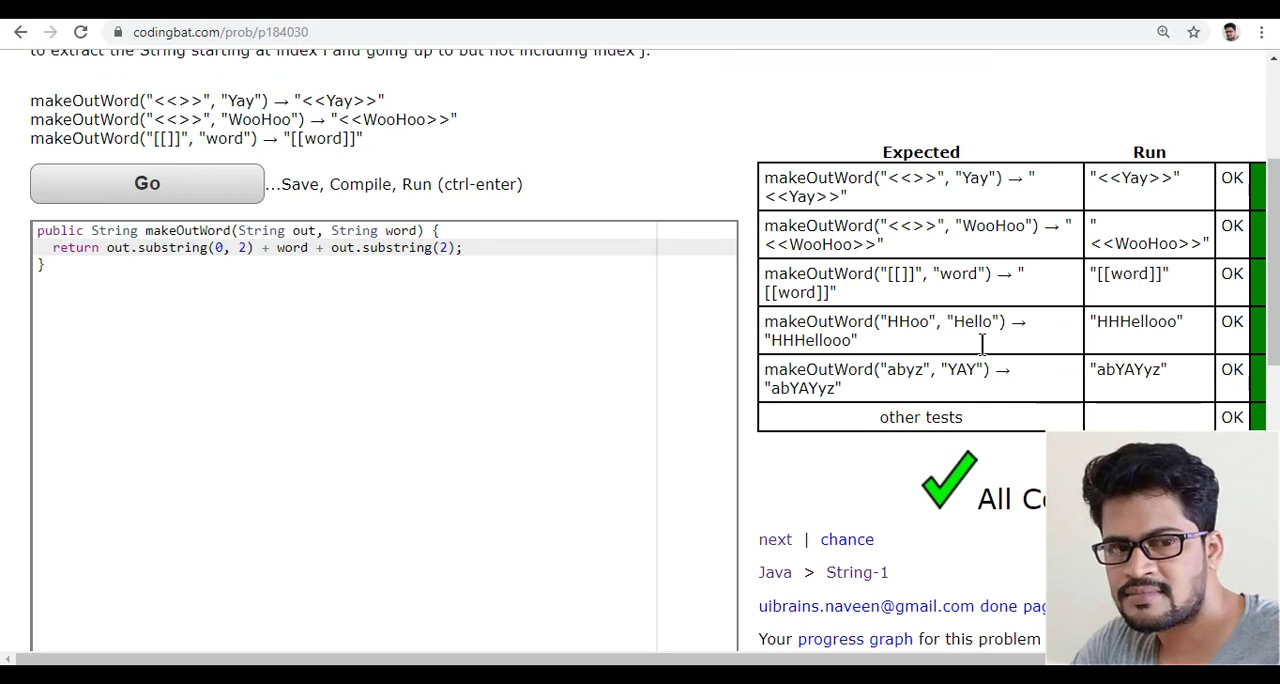 codingbat.com/prob/p184030
to extract the String starting at index i and going up to but not including index j.
makeOutWord("<<>>", "Yay") → "<<Yay>>"
makeOutWord("<<>>", "WooHoo") → "<<WooHoo>>"
makeOutWord("[[]]", "word") → "[[word]]"
Go ...Save, Compile, Run (ctrl-enter)
public String makeOutWord(String out, String word) {
return out.substring(0, 2) + word + out.substring(2);
}
Expected Run
makeOutWord("<<>>", "Yay") → "
<<Yay>>" "<<Yay>>" OK
makeOutWord("<<>>", "WooHoo") → "
<<WooHoo>>" "
<<WooHoo>>" OK
makeOutWord("[[]]", "word") → "
[[word]]" "[[word]]" OK
makeOutWord("HHoo", "Hello") →
"HHHellooo" "HHHellooo" OK
makeOutWord("abyz", "YAY") →
"abYAYyz" "abYAYyz" OK
other tests OK
All Co
next | chance
Java > String-1
uibrains.naveen@gmail.com done pag
Your progress graph for this problem